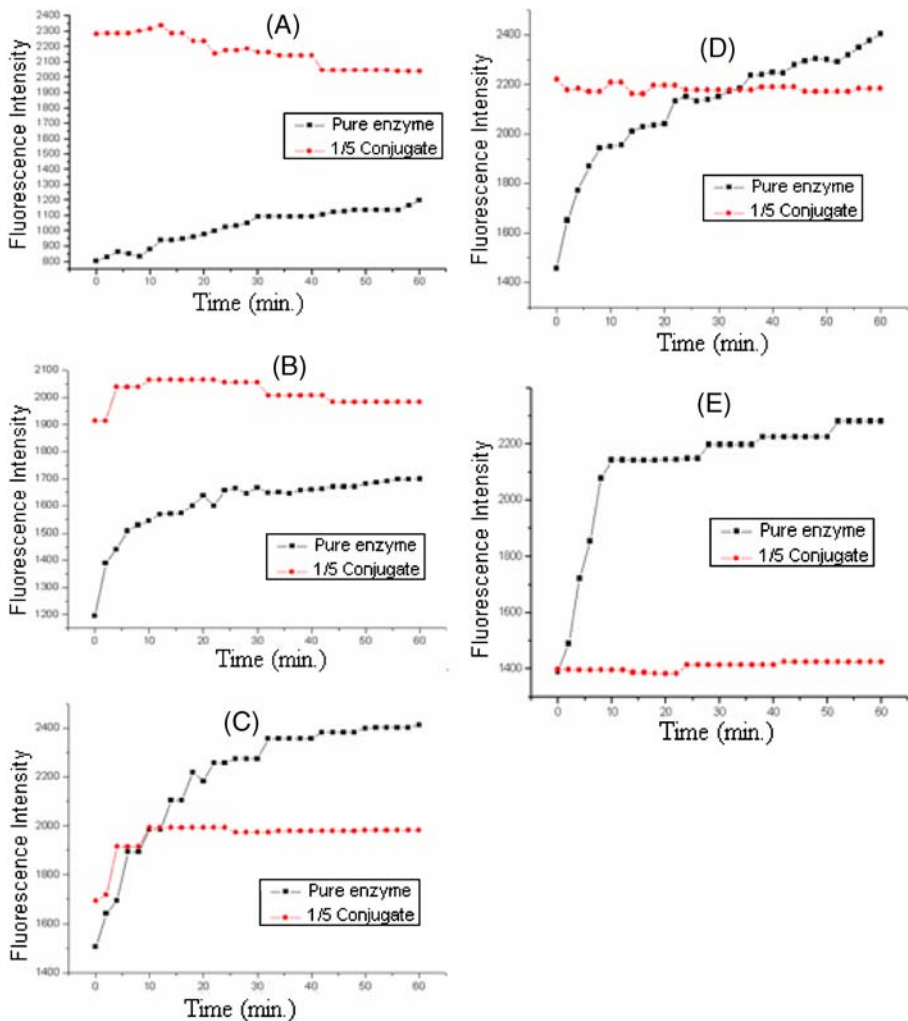 (A)
2400
2300
2200
2100
2000
1900
1800
1700
1600
1500
1400
1300
1200
1100
1000
900
800
Fluorescence Intensity
Pure enzyme
1/5 Conjugate
0 10 20 30 40 50 60
Time (min.)
(B)
2100
2000
1900
1800
1700
1600
1500
1400
1300
1200
Fluorescence Intensity
Pure enzyme
1/5 Conjugate
0 10 20 30 40 50 60
Time (min.)
(C)
2400
2200
2000
1800
1600
1400
Fluorescence Intensity
Pure enzyme
1/5 Conjugate
0 10 20 30 40 50 60
Time (min.)
(D)
2400
2200
2000
1800
1600
1400
Fluorescence Intensity
Pure enzyme
1/5 Conjugate
0 10 20 30 40 50 60
Time (min.)
(E)
2200
2000
1800
1600
1400
Fluorescence Intensity
Pure enzyme
1/5 Conjugate
0 10 20 30 40 50 60
Time (min.)